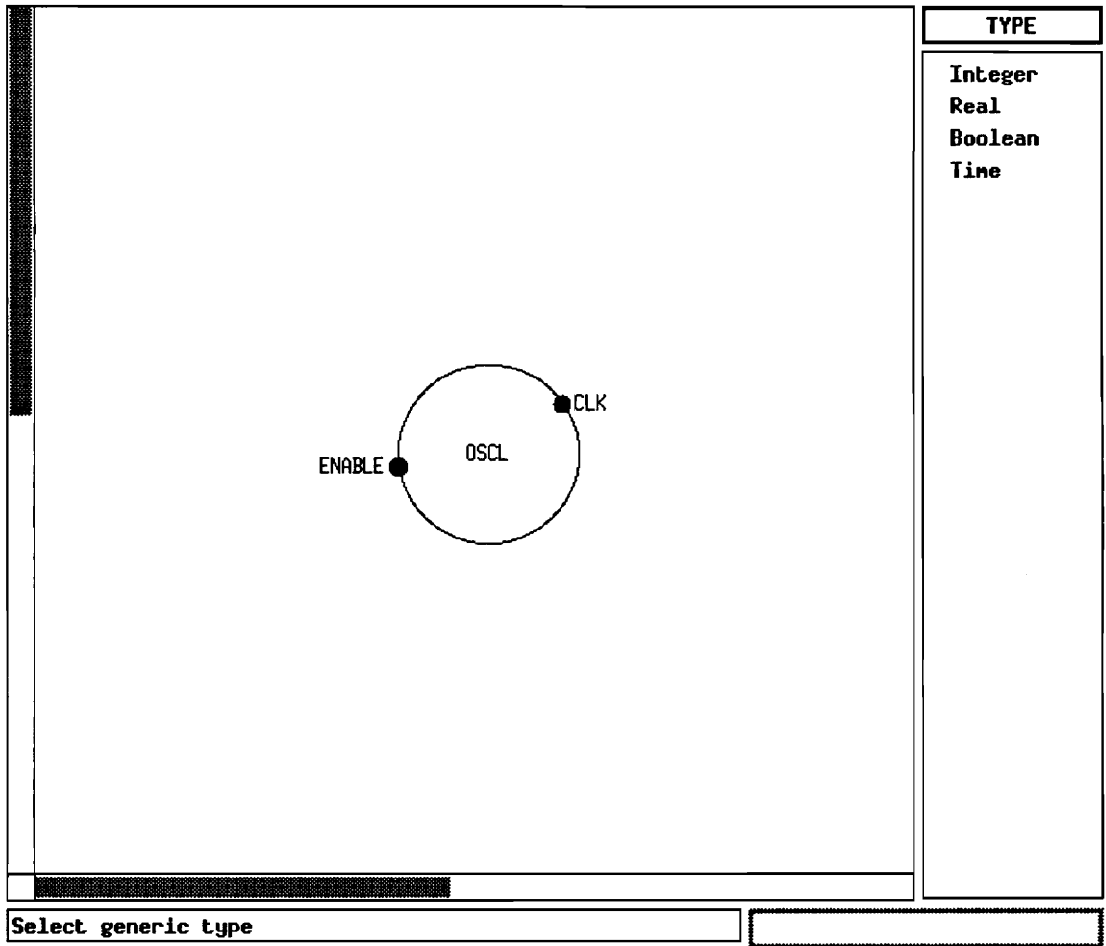 TYPE
Integer
Real
Boolean
Time
CLK
OSCL
ENABLE
Select generic type